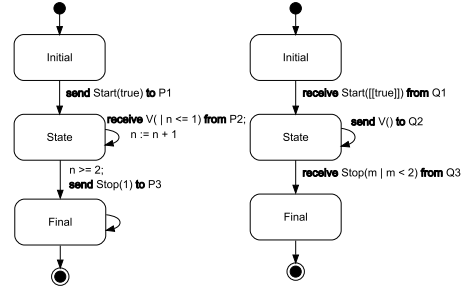 Initial
send Start(true) to P1
receive V( | n <= 1) from P2;
n := n + 1
State
n >= 2;
send Stop(1) to P3
Final
Initial
receive Start([[true]]) from Q1
send V() to Q2
State
receive Stop(m | m < 2) from Q3
Final